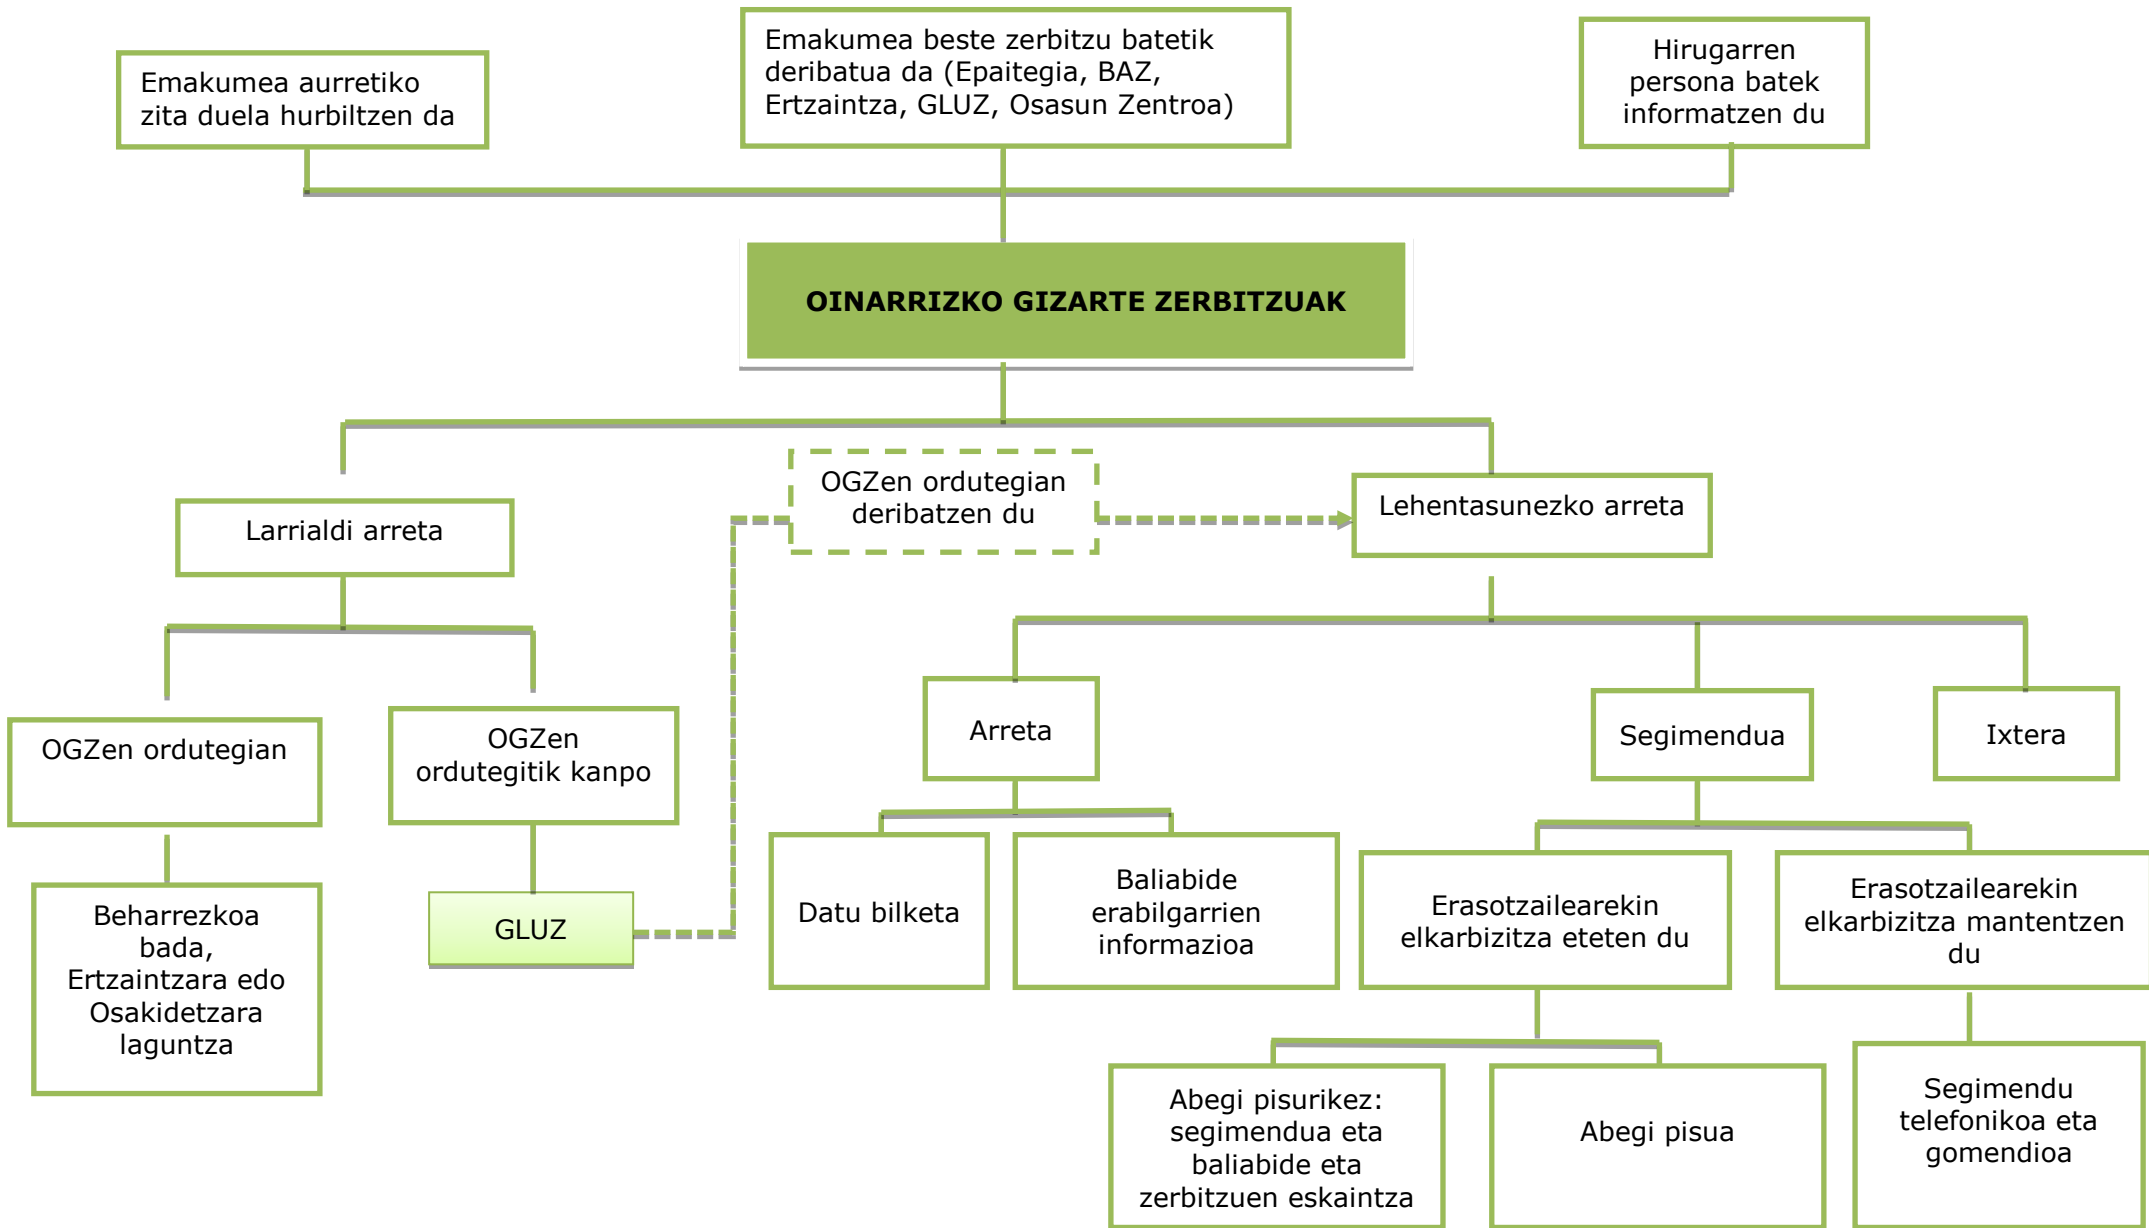 Emakumea aurretiko
zita duela hurbiltzen da
Emakumea beste zerbitzu batetik
deribatua da (Epaitegia, BAZ,
Ertzaintza, GLUZ, Osasun Zentroa)
Hirugarren
persona batek
informatzen du
OINARRIZKO GIZARTE ZERBITZUAK
Larrialdi arreta
OGZen ordutegian
deribatzen du
Lehentasunezko arreta
OGZen ordutegian
OGZen
ordutegitik kanpo
Arreta
Segimendua
Ixtera
Beharrezkoa
bada,
Ertzaintzara edo
Osakidetzara
laguntza
GLUZ
Datu bilketa
Baliabide
erabilgarrien
informazioa
Erasotzailearekin
elkarbizitza eteten du
Erasotzailearekin
elkarbizitza mantentzen
du
Abegi pisurikez:
segimendua eta
baliabide eta
zerbitzuen eskaintza
Abegi pisua
Segimendu
telefonikoa eta
gomendioa